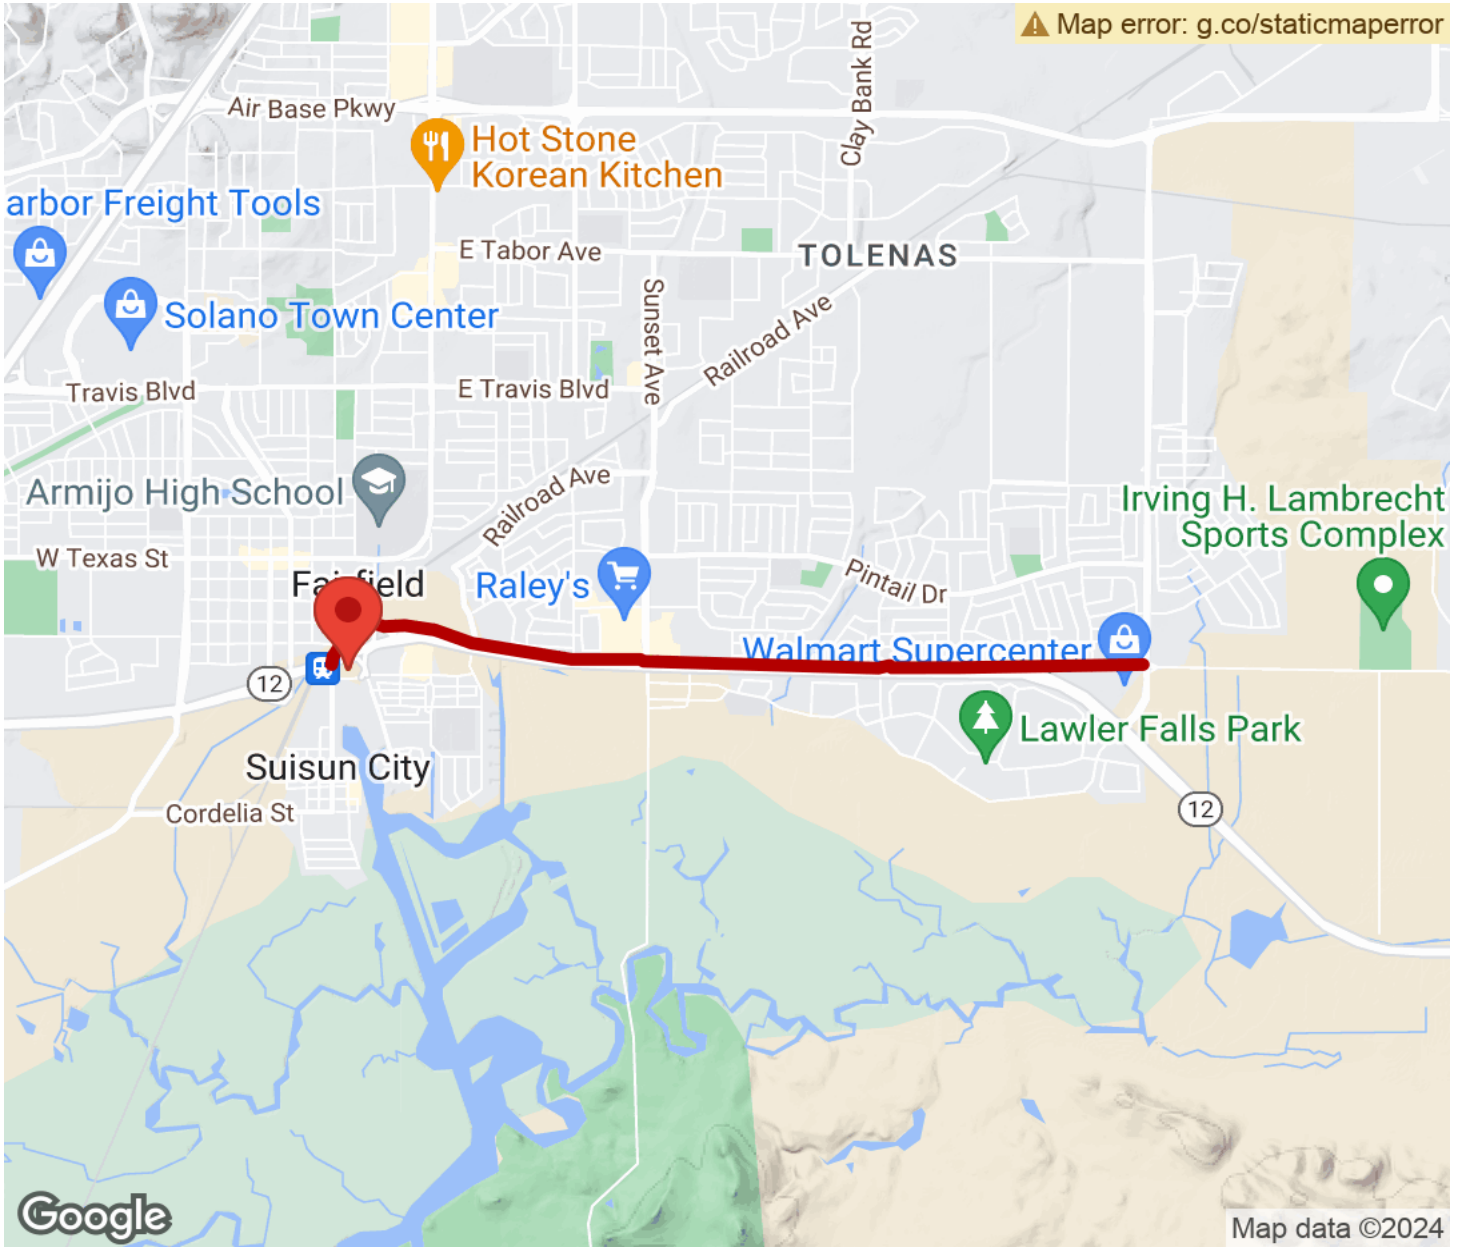 Map error: g.co/staticmaperror
Air Base Pkwy
Clay Bank Rd
Hot Stone
Korean Kitchen
arbor Freight Tools
E Tabor Ave
TOLENAS
Solano Town Center
Sunset Ave
Railroad Ave
Travis Blvd
E Travis Blvd
Armijo High School
Railroad Ave
Irving H. Lambrecht
Sports Complex
W Texas St
Fairfield
Raley's
Pintail Dr
Walmart Supercenter
12
Lawler Falls Park
Suisun City
Cordelia St
12
Google
Map data ©2024